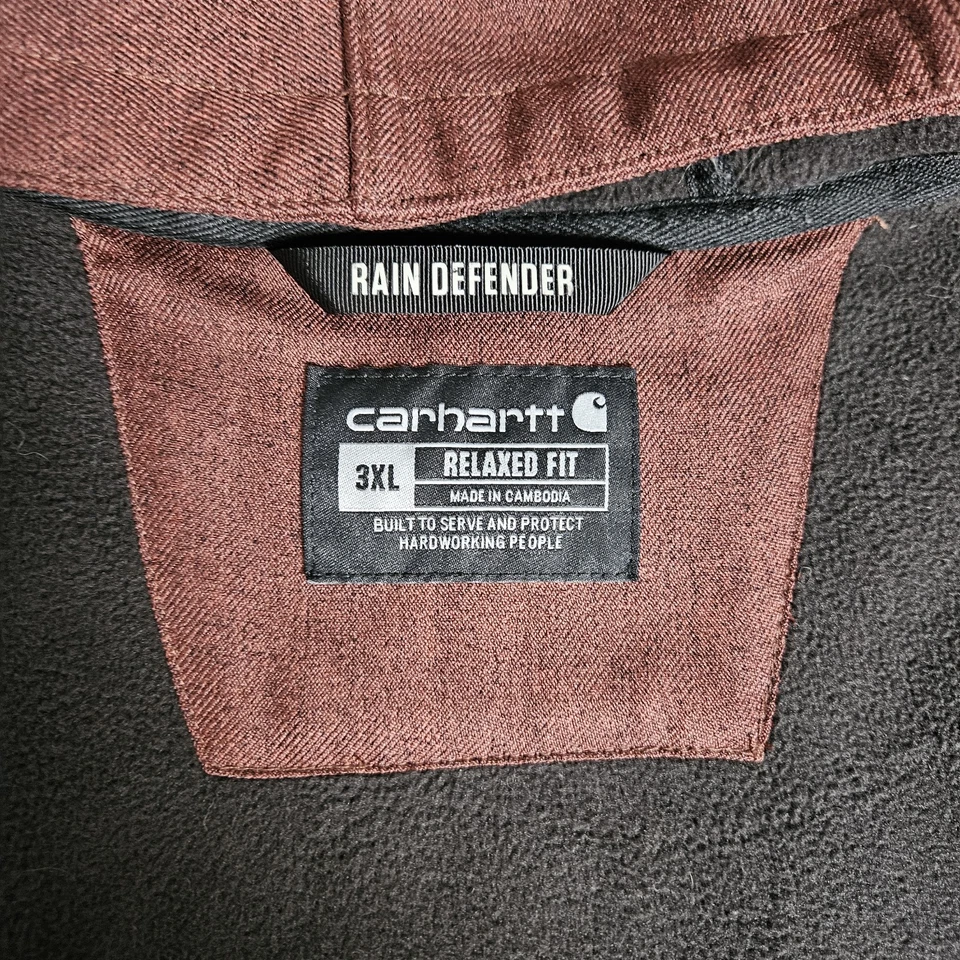 RAIN DEFENDER
carhartt
3XL
RELAXED FIT
MADE IN CAMBODIA
BUILT TO SERVE AND PROTECT
HARDWORKING PEOPLE